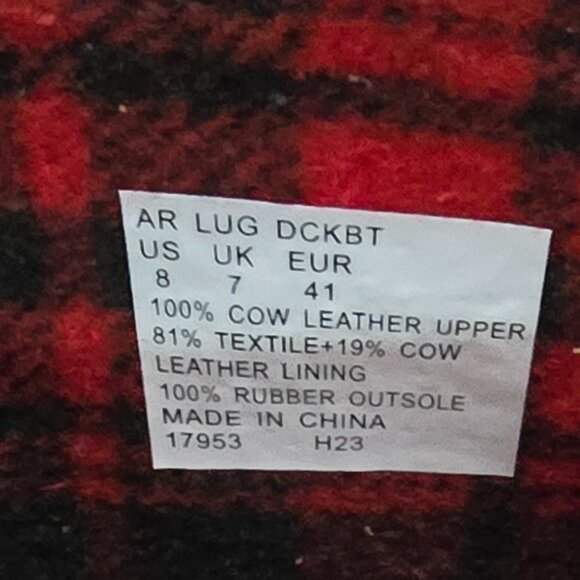 AR LUG DCKBT
US UK EUR
8 7 41
100% COW LEATHER UPPER
81% TEXTILE+19% COW
LEATHER LINING
100% RUBBER OUTSOLE
MADE IN CHINA
17953 H23